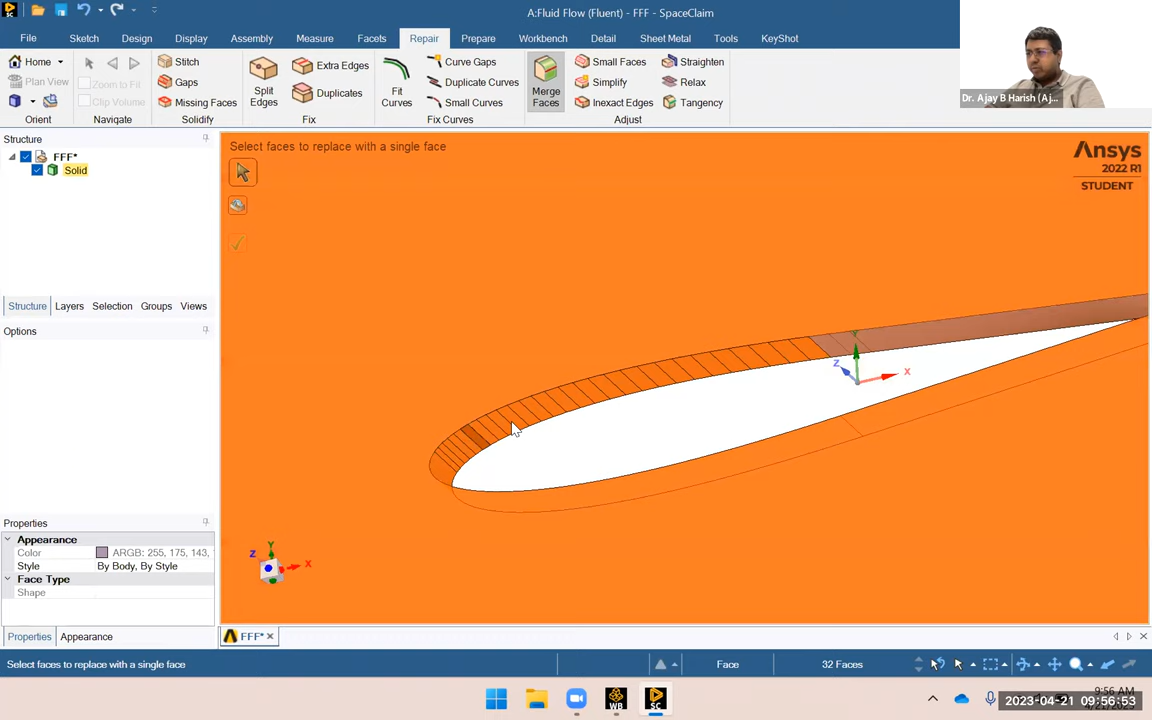 A:Fluid Flow (Fluent) - FFF - SpaceClaim
File Sketch Design Display Assembly Measure Facets Repair Prepare Workbench Detail Sheet Metal Tools KeyShot
Home
Plan View
Orient
Zoom to Fit
Clip Volume
Navigate
Stitch
Gaps
Missing Faces
Solidify
Split
Edges
Extra Edges
Duplicates
Fix
Fit
Curves
Curve Gaps
Duplicate Curves
Small Curves
Fix Curves
Merge
Faces
Small Faces
Simplify
Inexact Edges
Straighten
Relax
Tangency
Adjust
Dr. Ajay B Harish (Aj...
Structure
FFF*
Solid
Structure Layers Selection Groups Views
Options
Properties
Appearance
Color ARGB: 255, 175, 143,
Style By Body, By Style
Face Type
Shape
Properties Appearance
Select faces to replace with a single face
Ansys
2022 R1
STUDENT
Y
Z
X
Y
Z
X
FFF*
Select faces to replace with a single face
Face
32 Faces
WB
SC
9:56 AM
2023-04-21 09:56:53